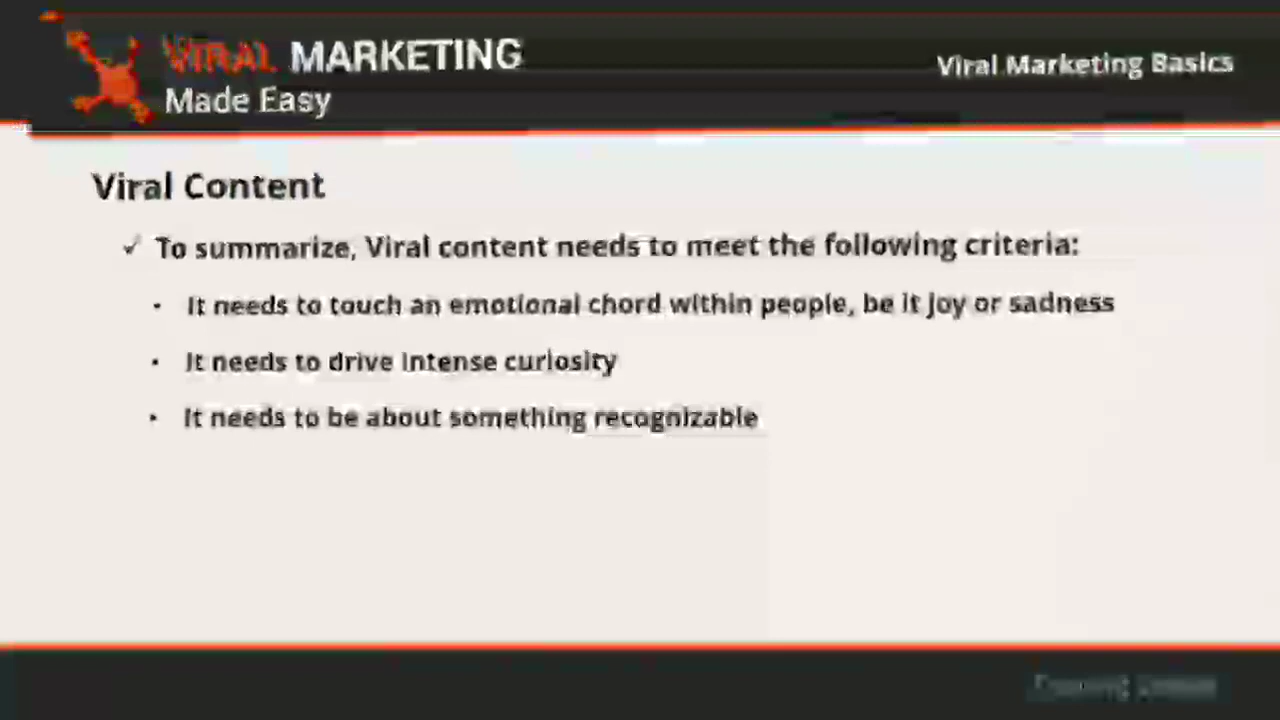 VIRAL MARKETING
Made Easy
Viral Marketing Basics
Viral Content
✓ To summarize, Viral content needs to meet the following criteria:
• It needs to touch an emotional chord within people, be it joy or sadness
• It needs to drive intense curiosity
• It needs to be about something recognizable